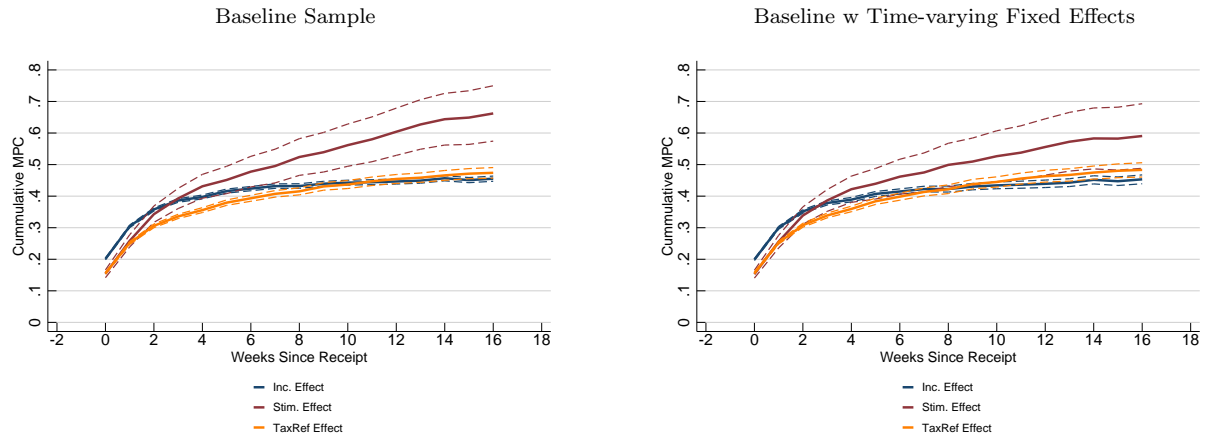 Baseline Sample
Cummulative MPC
0 .1 .2 .3 .4 .5 .6 .7 .8
-2 0 2 4 6 8 10 12 14 16 18
Weeks Since Receipt
Inc. Effect
Stim. Effect
TaxRef Effect
Baseline w Time-varying Fixed Effects
Cummulative MPC
0 .1 .2 .3 .4 .5 .6 .7 .8
-2 0 2 4 6 8 10 12 14 16 18
Weeks Since Receipt
Inc. Effect
Stim. Effect
TaxRef Effect